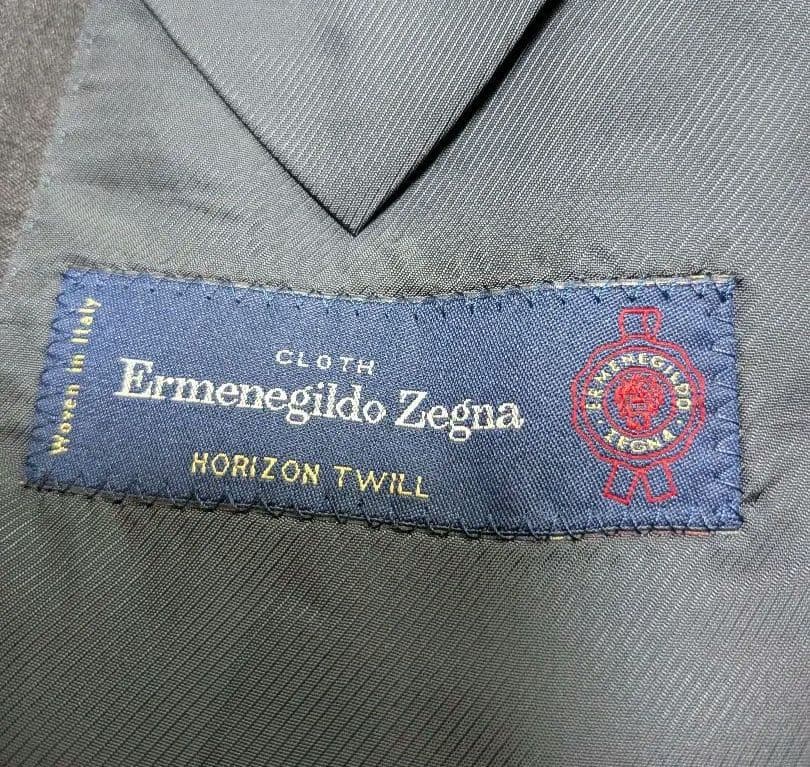 Woven in Italy
CLOTH
Ermenegildo Zegna
HORIZON TWILL
ERMENEGILDO
ZEGNA